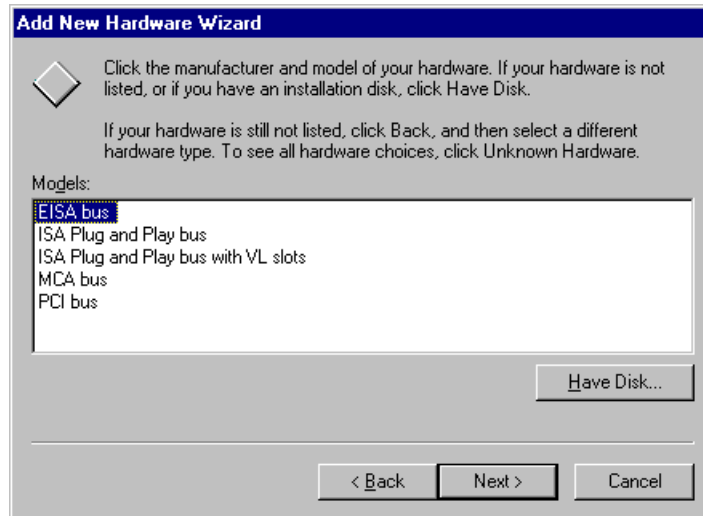 Add New Hardware Wizard
Click the manufacturer and model of your hardware. If your hardware is not
listed, or if you have an installation disk, click Have Disk.
If your hardware is still not listed, click Back, and then select a different
hardware type. To see all hardware choices, click Unknown Hardware.
Models:
EISA bus
ISA Plug and Play bus
ISA Plug and Play bus with VL slots
MCA bus
PCI bus
Have Disk...
< Back
Next >
Cancel